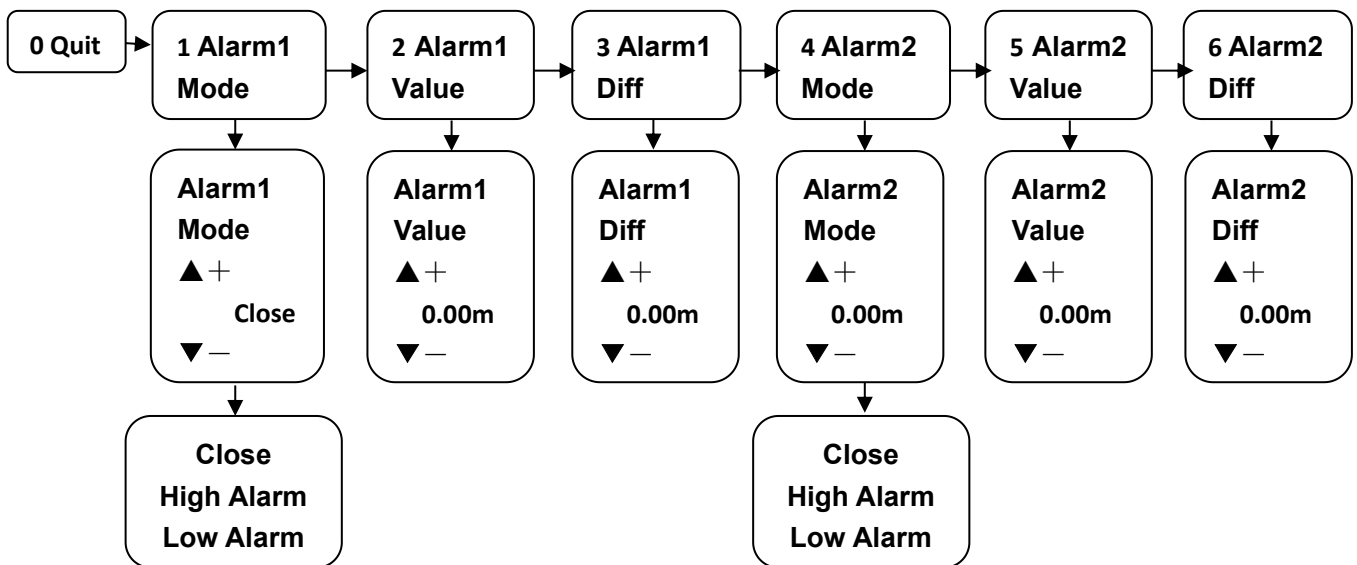 0 Quit
1 Alarm1
Mode
2 Alarm1
Value
3 Alarm1
Diff
4 Alarm2
Mode
5 Alarm2
Value
6 Alarm2
Diff
Alarm1
Mode
▲+
Close
▼—
Alarm1
Value
▲+
0.00m
▼—
Alarm1
Diff
▲+
0.00m
▼—
Alarm2
Mode
▲+
0.00m
▼—
Alarm2
Value
▲+
0.00m
▼—
Alarm2
Diff
▲+
0.00m
▼—
Close
High Alarm
Low Alarm
Close
High Alarm
Low Alarm